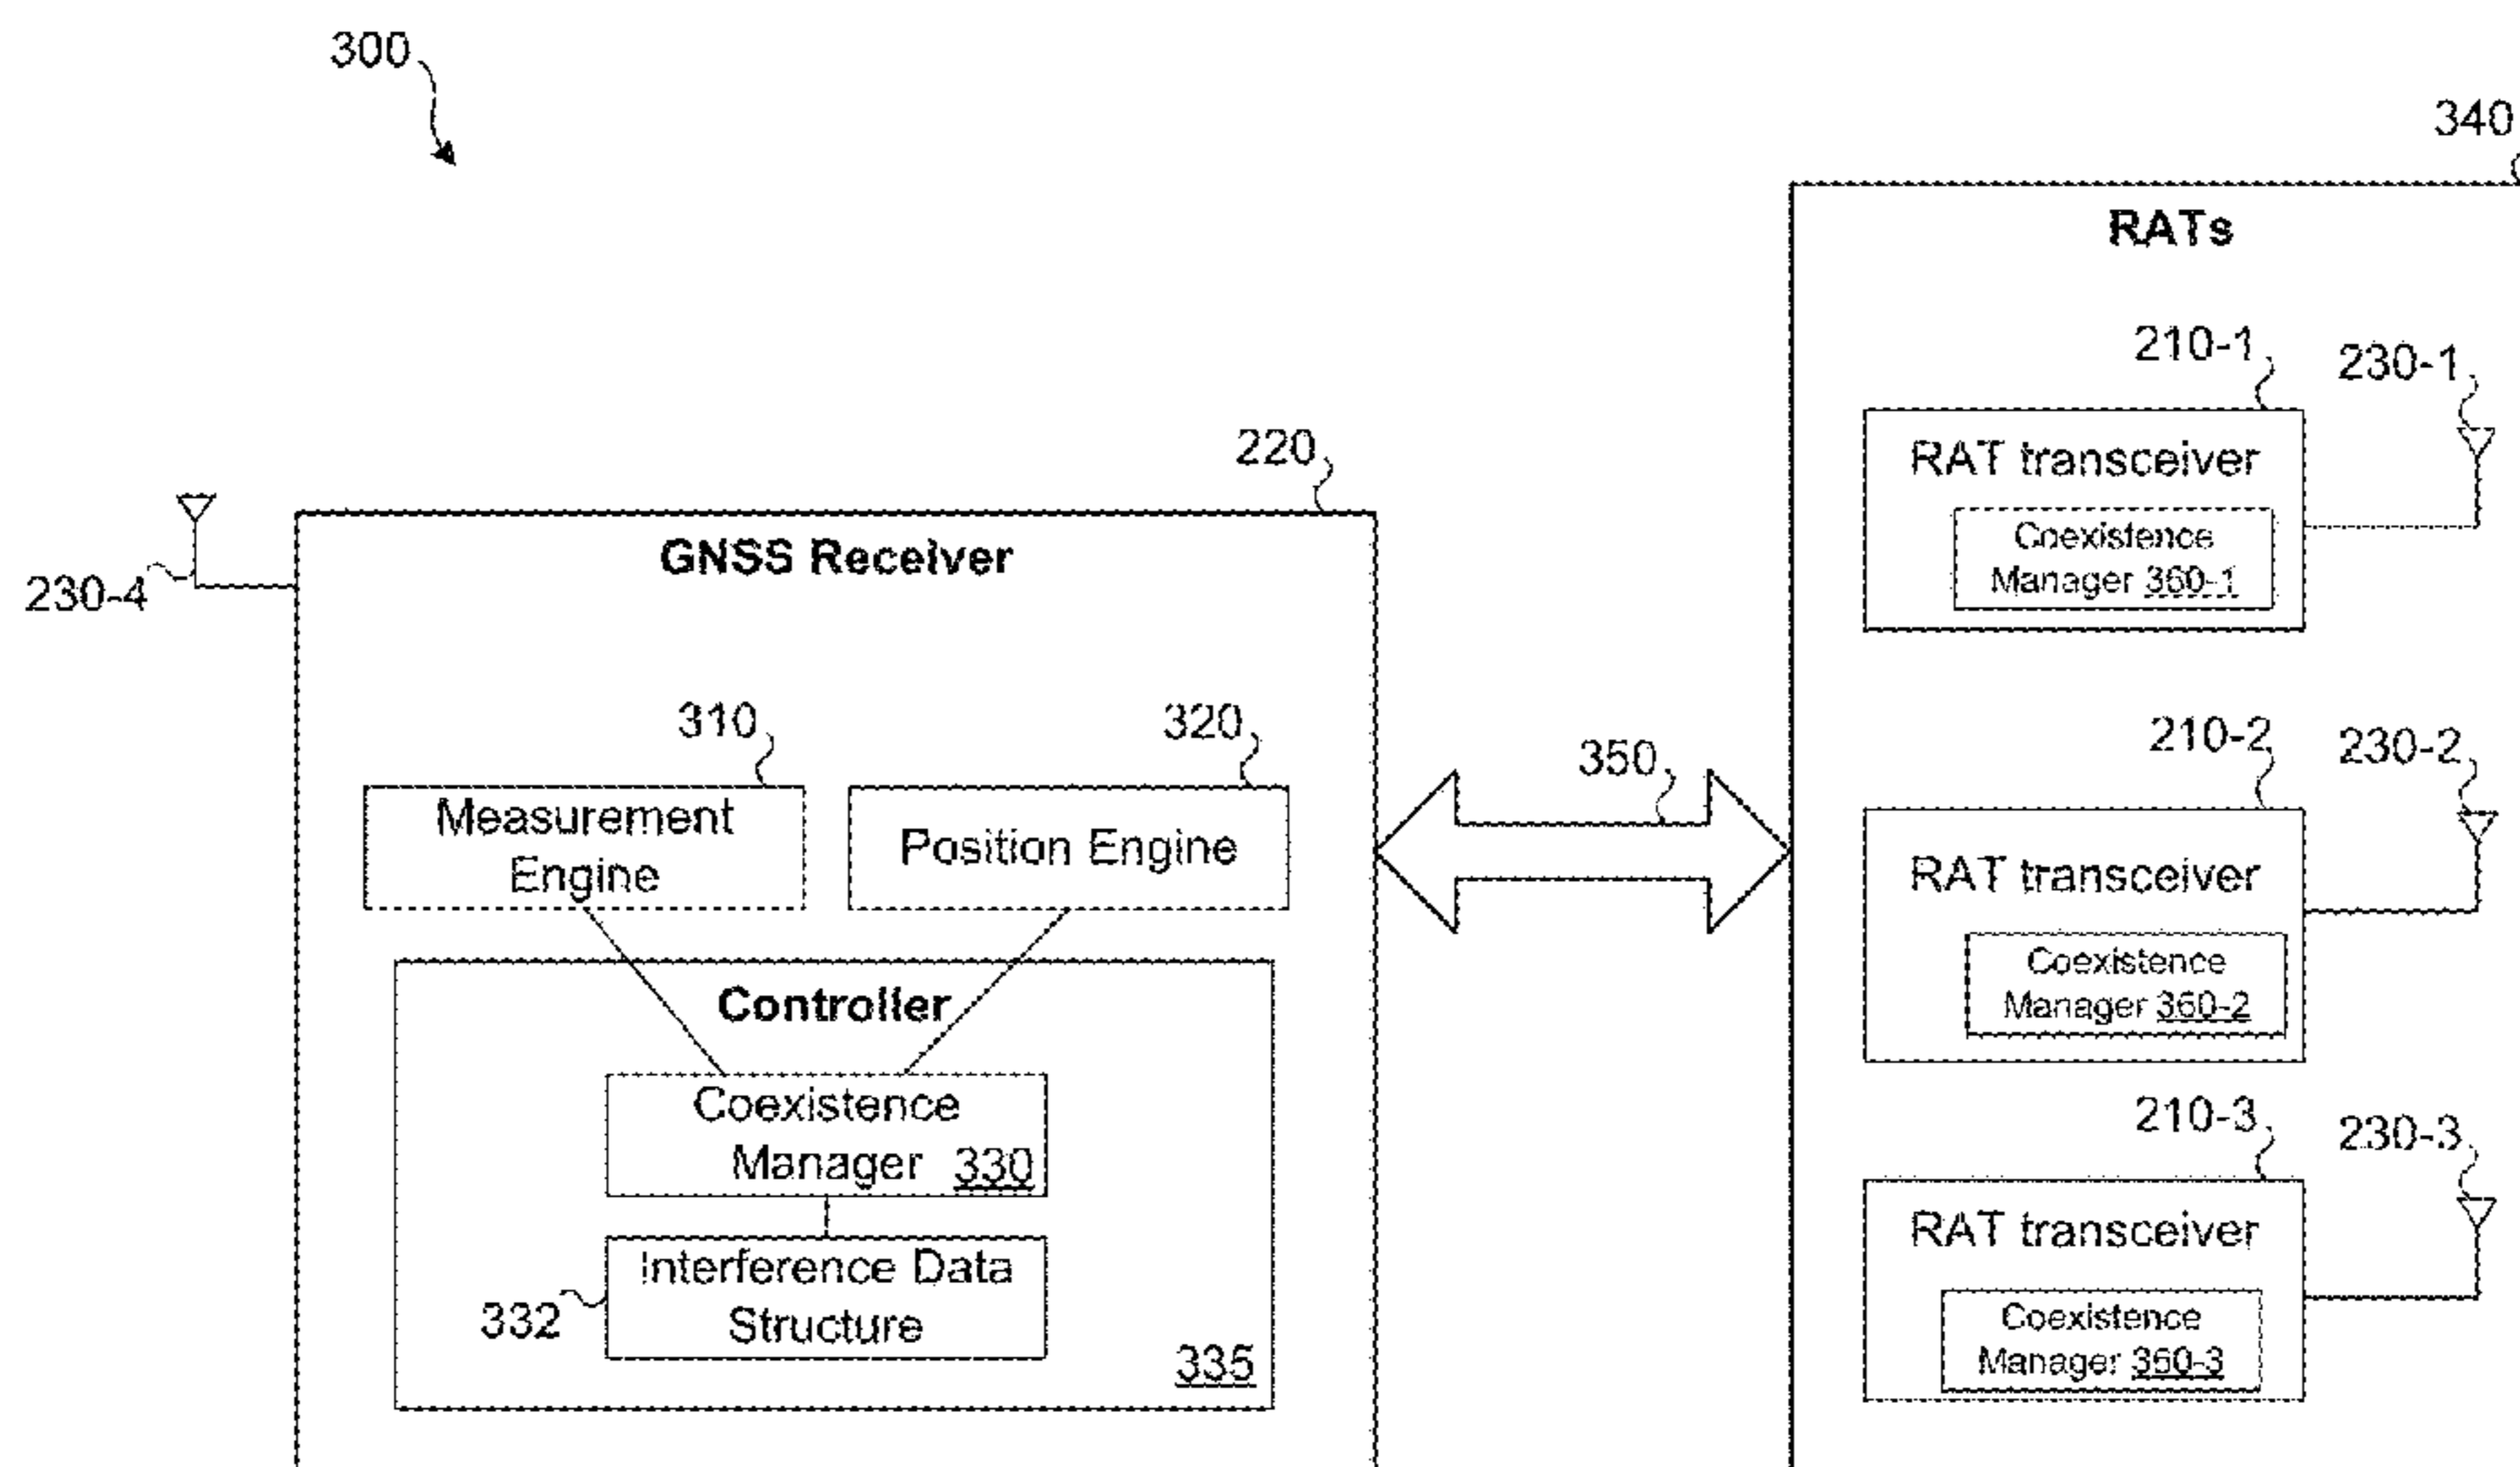 300
340
RATs
210-1
230-1
RAT transceiver
Coexistence
Manager 360-1
220
GNSS Receiver
230-4
310
320
Measurement
Engine
Position Engine
350
210-2
230-2
RAT transceiver
Coexistence
Manager 360-2
Controller
Coexistence
Manager 330
Interference Data
Structure
332
335
210-3
230-3
RAT transceiver
Coexistence
Manager 360-3